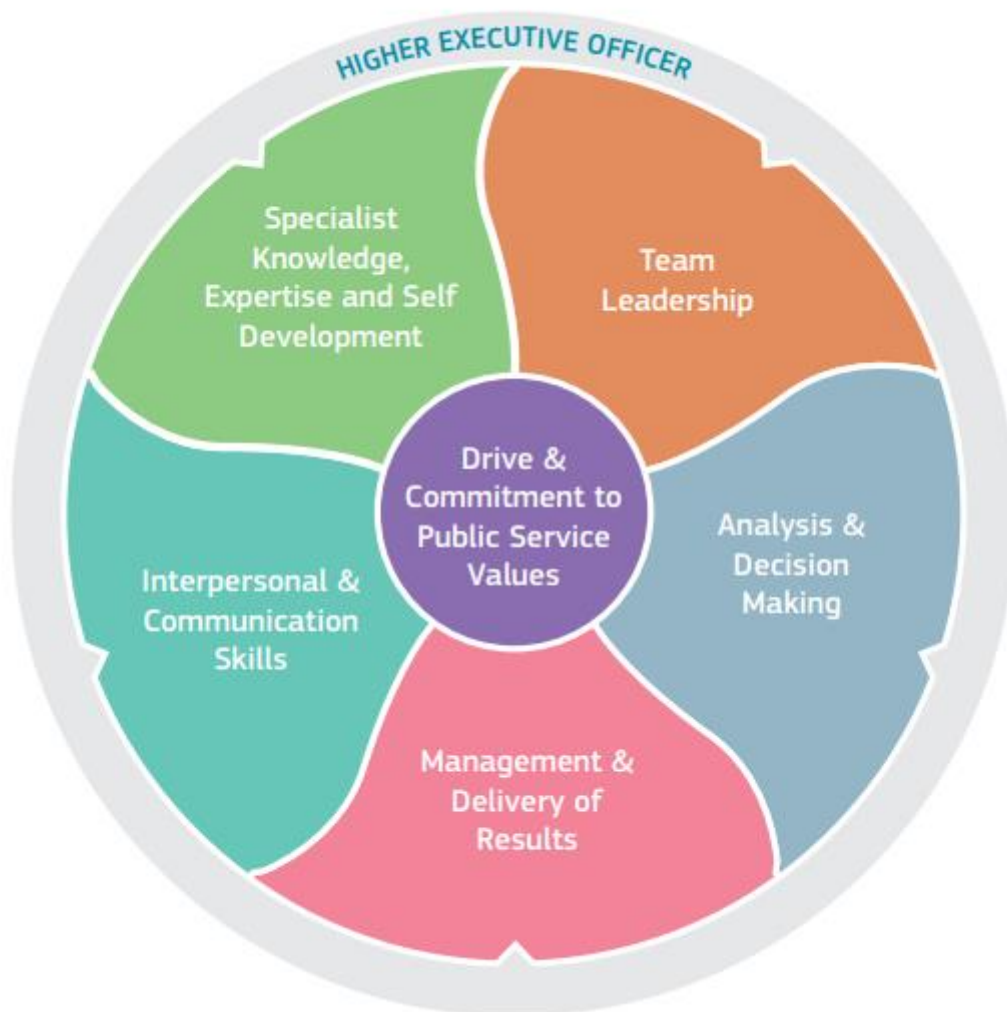 HIGHER EXECUTIVE OFFICER
Specialist
Knowledge,
Expertise and Self
Development
Team
Leadership
Drive &
Commitment to
Public Service
Values
Analysis &
Decision
Making
Interpersonal &
Communication
Skills
Management &
Delivery of
Results